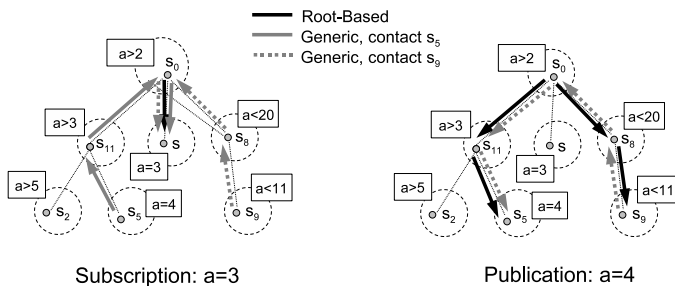 Root-Based
Generic, contact s5
Generic, contact s9
a>2
s0
a>3
s11
a<20
s8
s
a=3
a>5
s2
a=4
s5
a<11
s9
Subscription: a=3
a>2
s0
a>3
s11
a<20
s8
s
a=3
a>5
s2
a=4
s5
a<11
s9
Publication: a=4